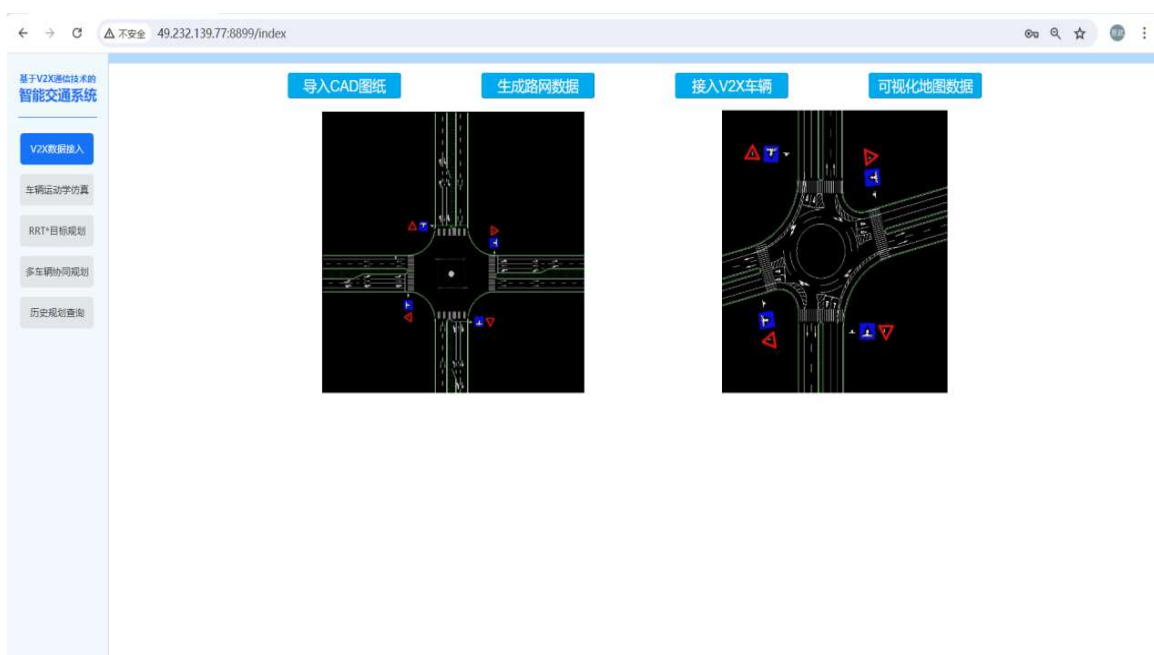 不安全 49.232.139.77:8899/index
基于V2X通信技术的
智能交通系统
V2X数据接入
车辆运动学仿真
RRT*目标规划
多车辆协同规划
历史规划查询
导入CAD图纸 生成路网数据 接入V2X车辆 可视化地图数据